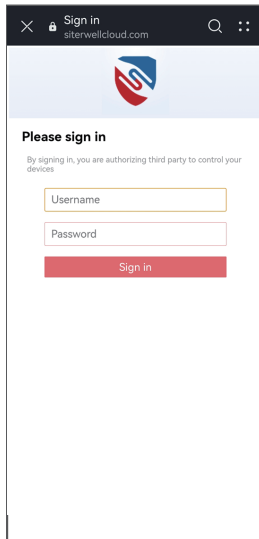 Sign in
siterwellcloud.com
Please sign in
By signing in, you are authorizing third party to control your
devices
Username
Password
Sign in